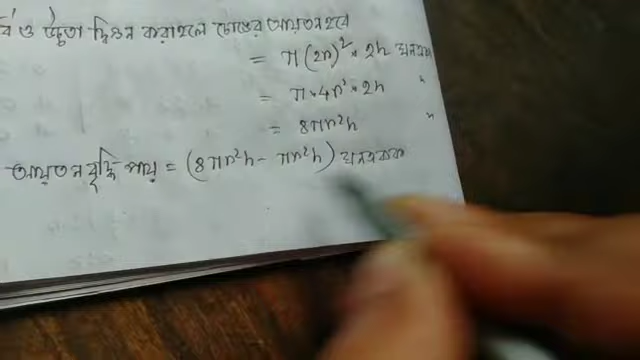 ও উচ্চতা দ্বিগুন করা হলে চোঙের আয়তন হবে
= π(2r)² × 2h ঘনএকক
= π × 4r² × 2h "
= 8πr²h "
আয়তন বৃদ্ধি পায় = (8πr²h - πr²h) ঘনএকক